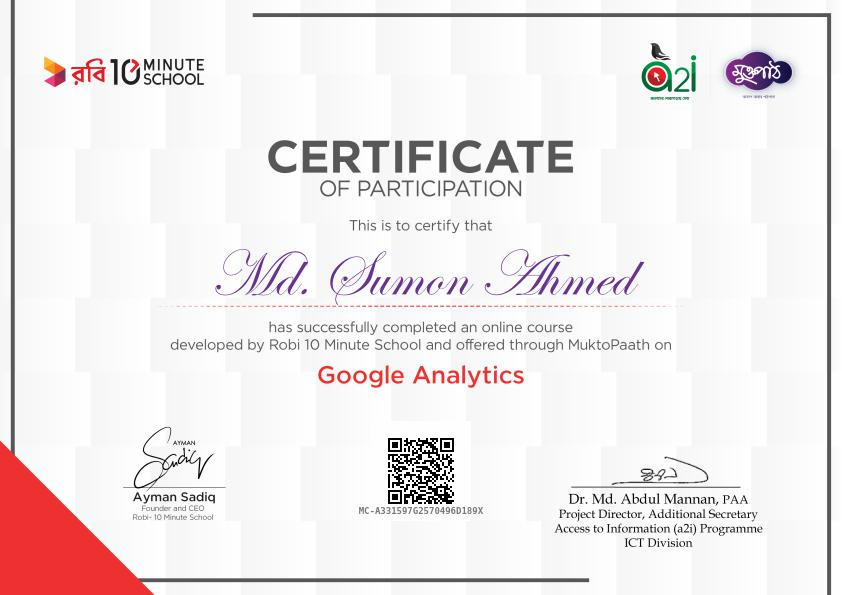 রবি 10 MINUTE SCHOOL
a2i
মুক্তপাঠ
CERTIFICATE
OF PARTICIPATION
This is to certify that
Md. Sumon Ahmed
has successfully completed an online course
developed by Robi 10 Minute School and offered through MuktoPaath on
Google Analytics
AYMAN
Sadiq
Ayman Sadiq
Founder and CEO
Robi- 10 Minute School
MC-A331597G2570496D189X
Dr. Md. Abdul Mannan, PAA
Project Director, Additional Secretary
Access to Information (a2i) Programme
ICT Division